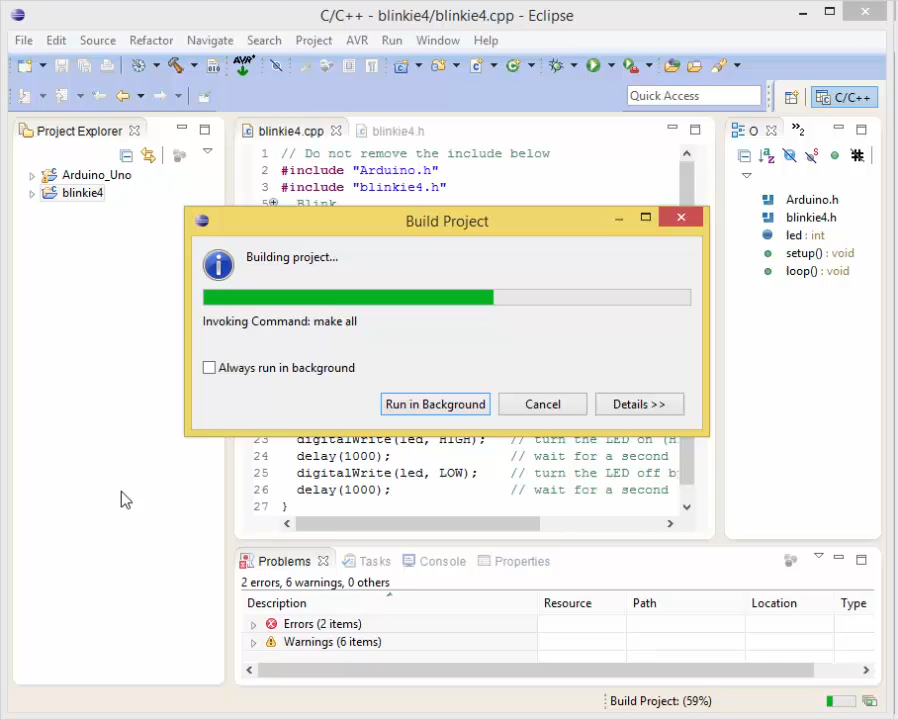 C/C++ - blinkie4/blinkie4.cpp - Eclipse
File Edit Source Refactor Navigate Search Project AVR Run Window Help
AVR
Quick Access
C/C++
Project Explorer
Arduino_Uno
blinkie4
blinkie4.cpp
blinkie4.h
1 // Do not remove the include below
2 #include "Arduino.h"
3 #include "blinkie4.h"
5 Blink
Build Project
Building project...
Invoking Command: make all
Always run in background
Run in Background
Cancel
Details >>
23 digitalWrite(led, HIGH); // turn the LED on (H
24 delay(1000); // wait for a second
25 digitalWrite(led, LOW); // turn the LED off b
26 delay(1000); // wait for a second
27 }
O
2
Arduino.h
blinkie4.h
led : int
setup() : void
loop() : void
Problems Tasks Console Properties
2 errors, 6 warnings, 0 others
Description Resource Path Location Type
Errors (2 items)
Warnings (6 items)
Build Project: (59%)